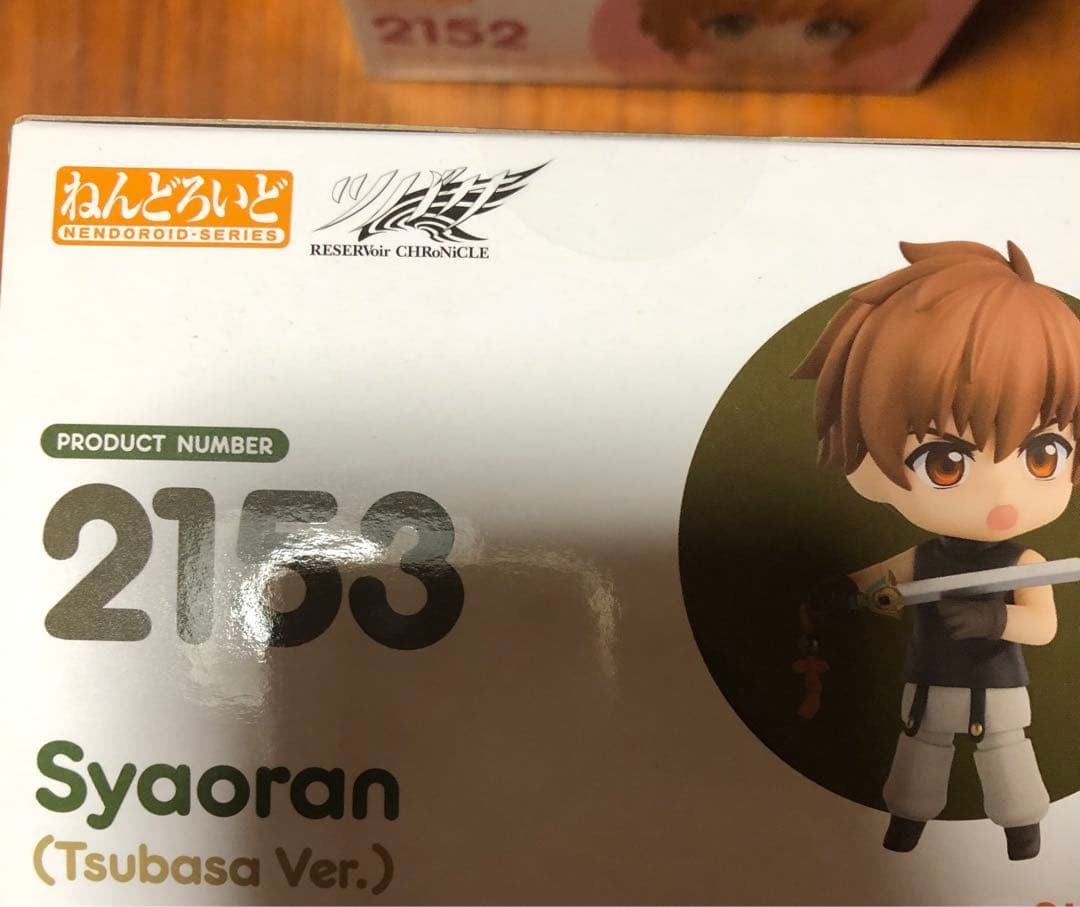 2152
ねんどろいど
NENDOROID-SERIES
ツバサ
RESERVoir CHRoNiCLE
PRODUCT NUMBER
2153
Syaoran
(Tsubasa Ver.)